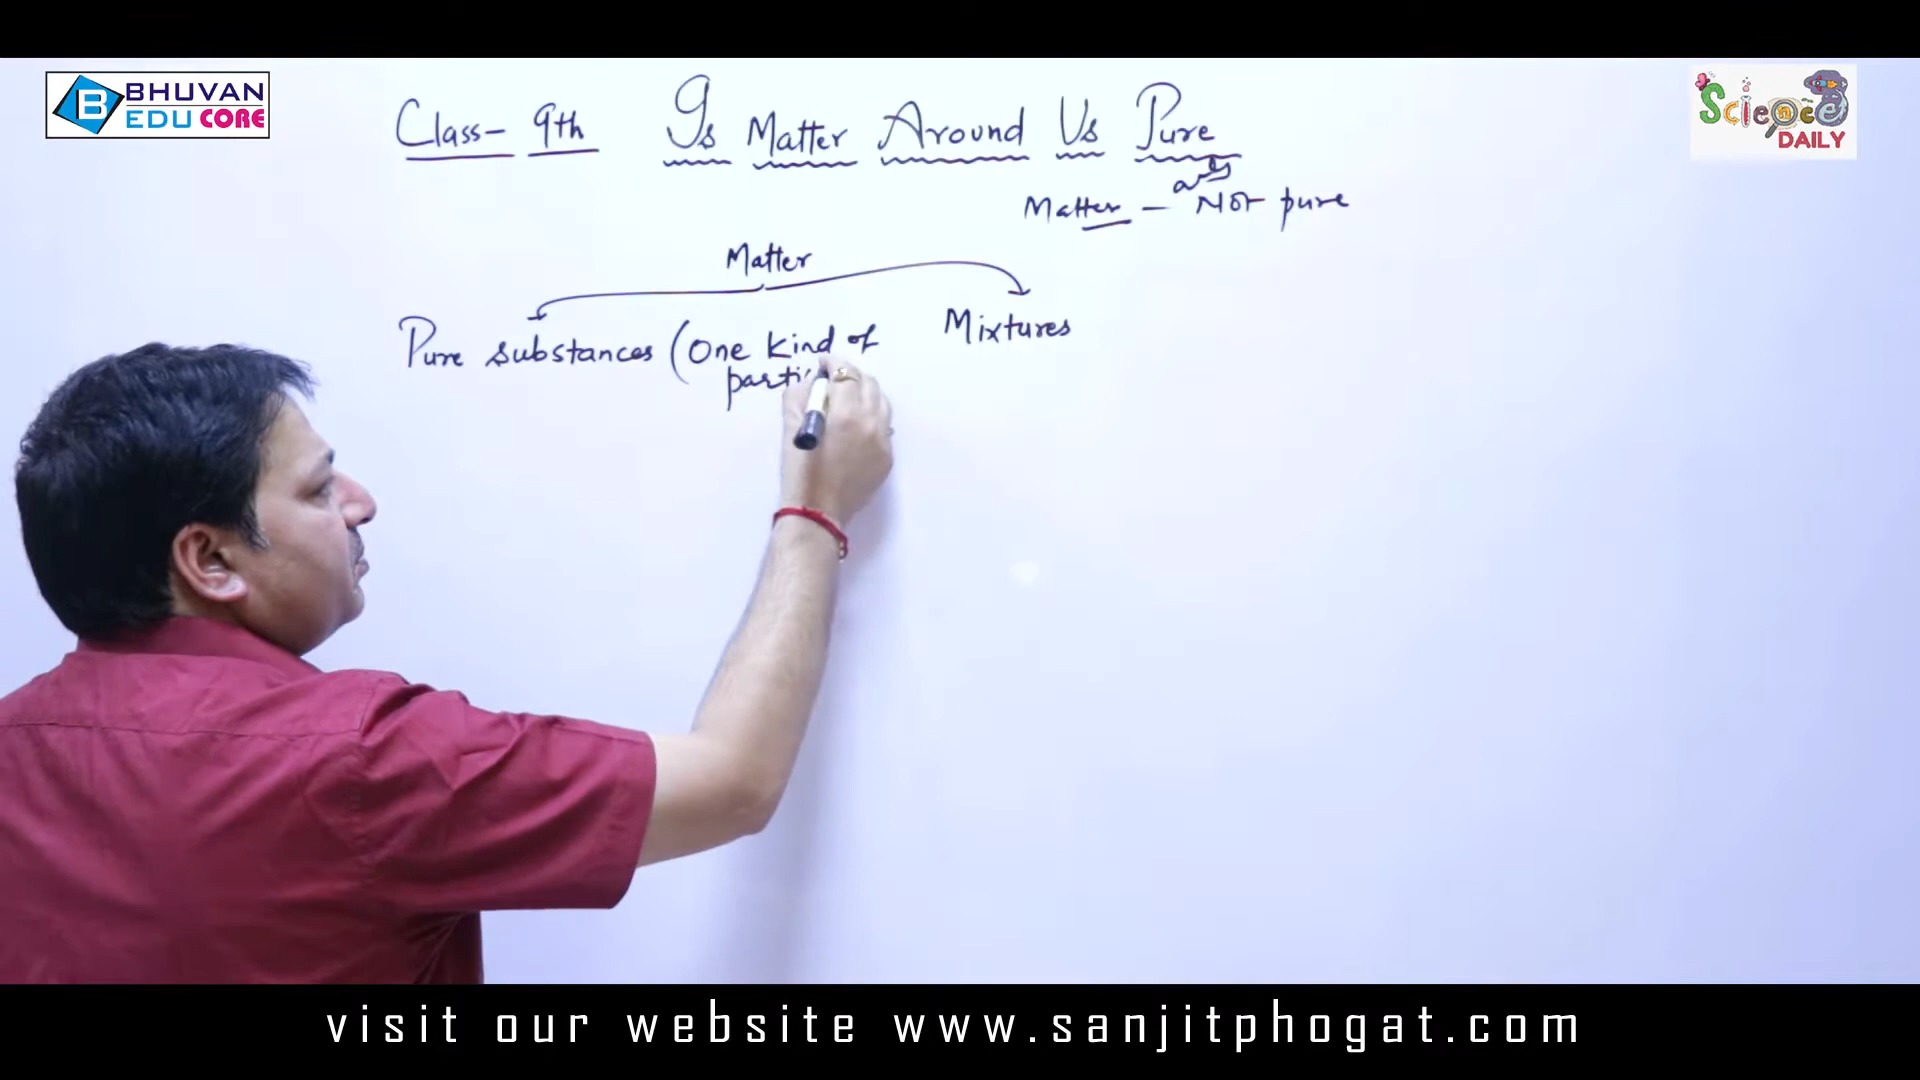 BHUVAN
EDU CORE
Science
DAILY
Class- 9th Is Matter Around Us Pure
Matter - Not pure
Matter
Pure substances (One kind of
Mixtures
visit our website www.sanjitphogat.com